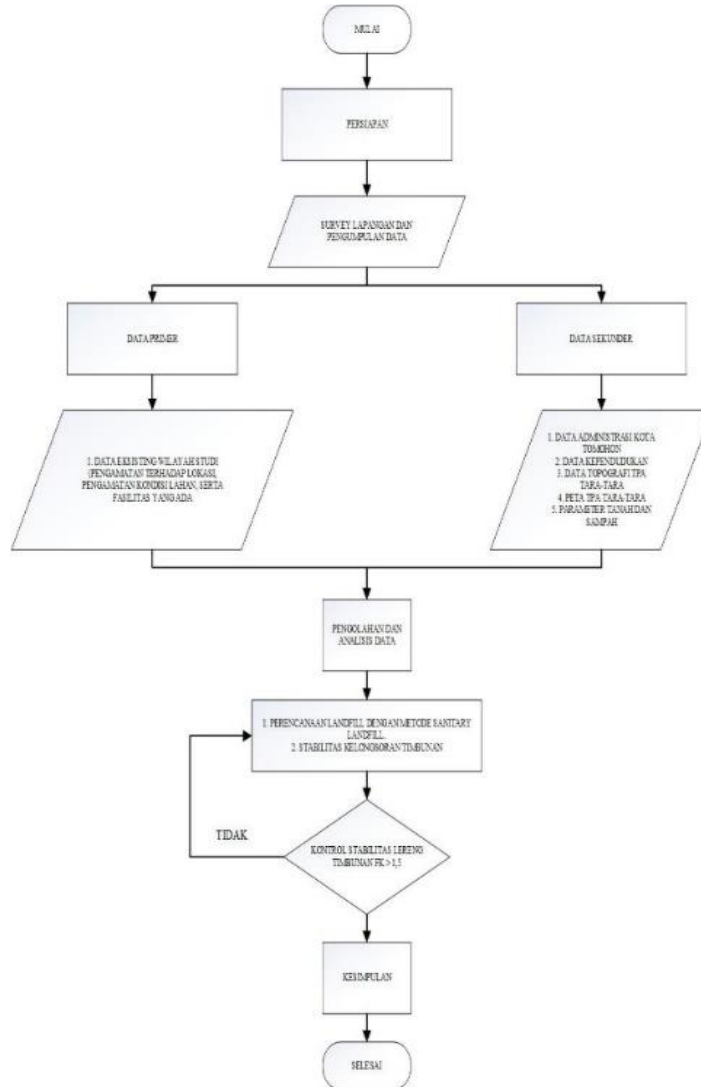 MULAI
PERSIAPAN
SURVEY LAPANGAN DAN
PENGUMPULAN DATA
DATA PRIMER
DATA SEKUNDER
1. DATA EKSISTING WILAYAH STUDI
(PENGAMATAN TERHADAP LOKASI,
PENGAMATAN KONDISI LAHAN, SERTA
FASILITAS YANG ADA
1. DATA ADMINISTRASI KOTA
TOMOHON
2. DATA KEPENDUDUKAN
3. DATA TOPOGRAFI TPA
TARA-TARA
4. PETA TPA TARA-TARA
5. PARAMETER TANAH DAN
SAMPAH
PENGOLAHAN DAN
ANALISIS DATA
1. PERENCANAAN LANDFILL DENGAN METODE SANITARY
LANDFILL.
2. STABILITAS KELONGSORAN TIMBUNAN
TIDAK
KONTROL STABILITAS LERENG
TIMBUNAN FK > 1,5
KESIMPULAN
SELESAI